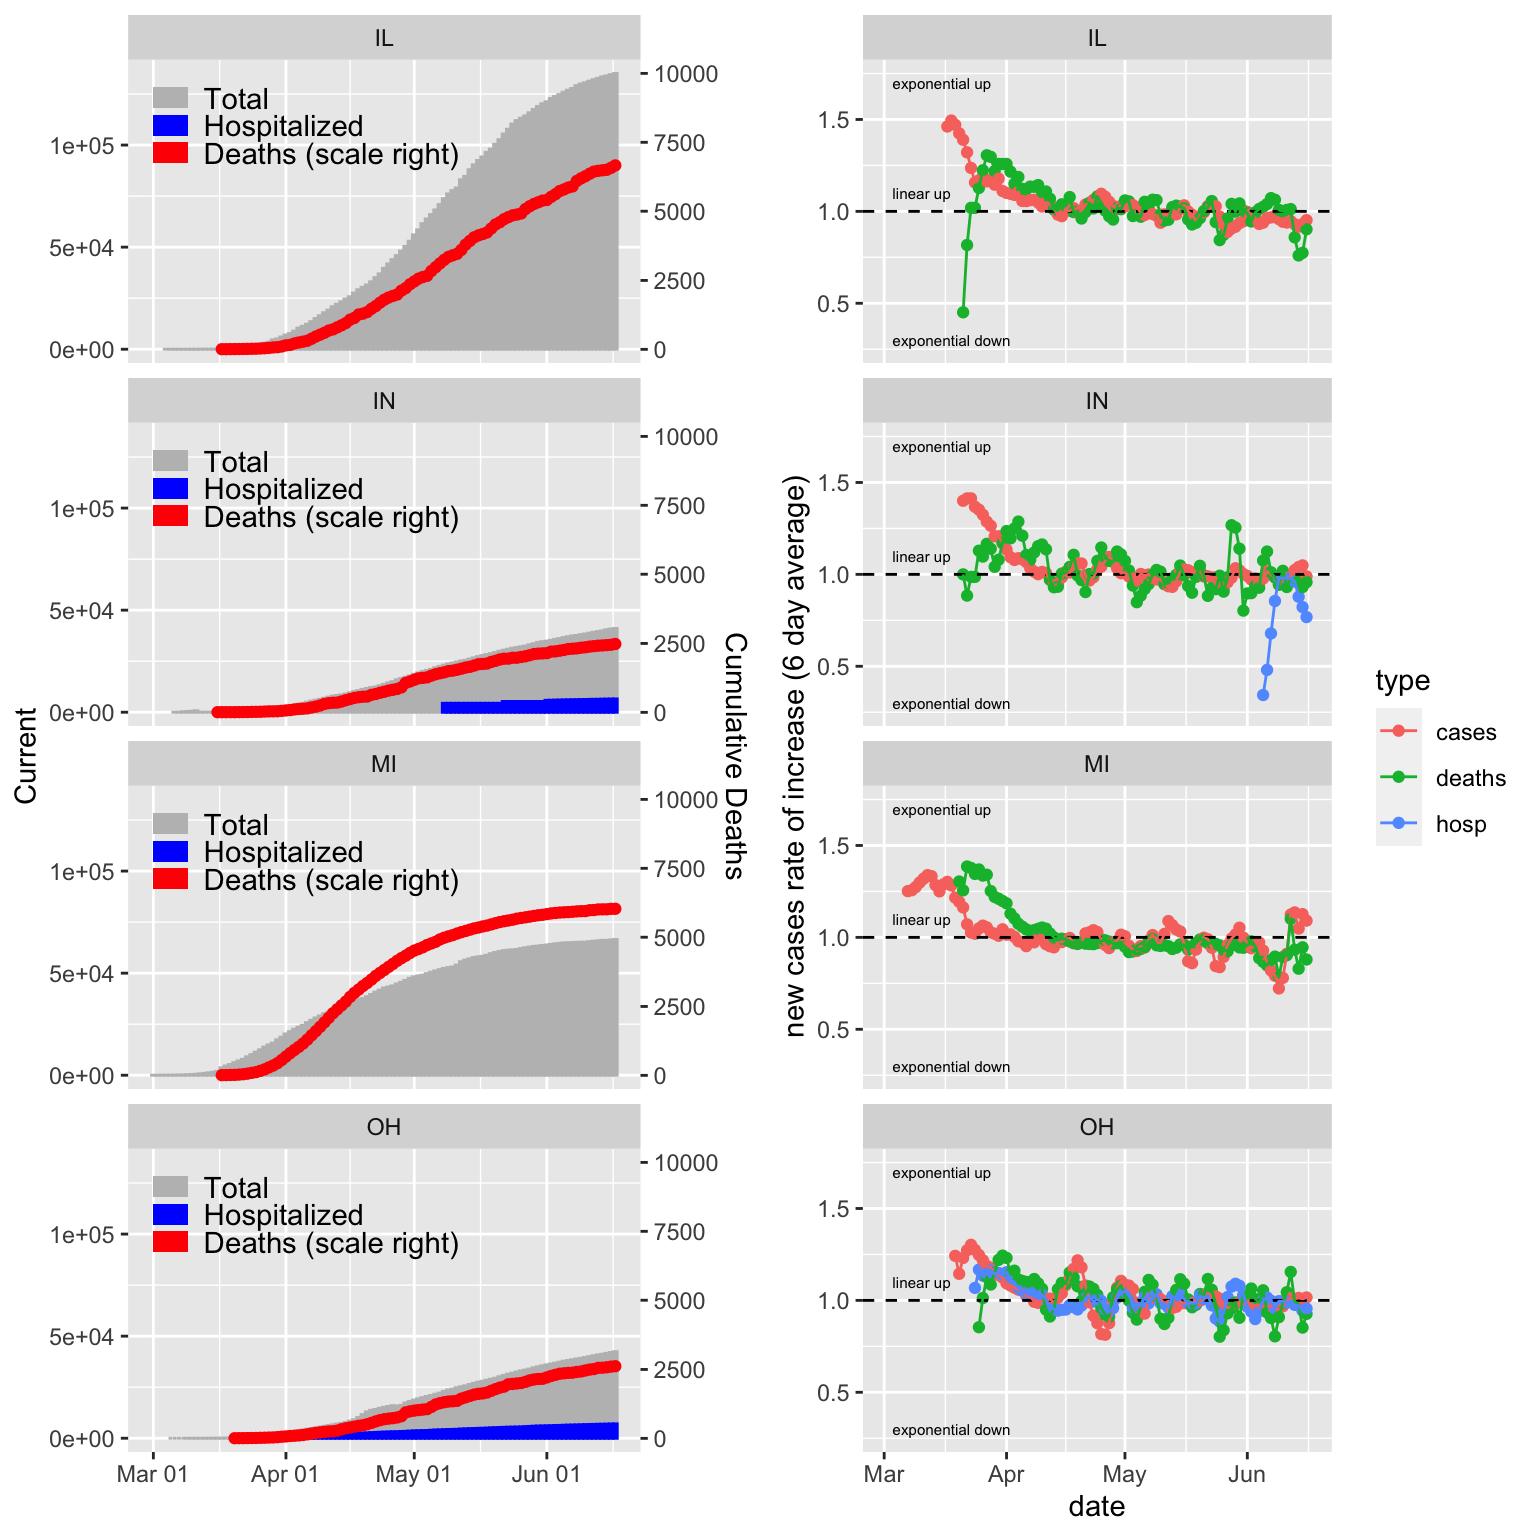 IL
Total
Hospitalized
Deaths (scale right)
1e+05
5e+04
0e+00
10000
7500
5000
2500
0
IN
Total
Hospitalized
Deaths (scale right)
1e+05
5e+04
0e+00
10000
7500
5000
2500
0
MI
Total
Hospitalized
Deaths (scale right)
1e+05
5e+04
0e+00
10000
7500
5000
2500
0
OH
Total
Hospitalized
Deaths (scale right)
1e+05
5e+04
0e+00
10000
7500
5000
2500
0
Mar 01
Apr 01
May 01
Jun 01
Current
Cumulative Deaths
IL
exponential up
linear up
exponential down
1.5
1.0
0.5
IN
exponential up
linear up
exponential down
1.5
1.0
0.5
MI
exponential up
linear up
exponential down
1.5
1.0
0.5
OH
exponential up
linear up
exponential down
1.5
1.0
0.5
Mar
Apr
May
Jun
date
new cases rate of increase (6 day average)
type
cases
deaths
hosp